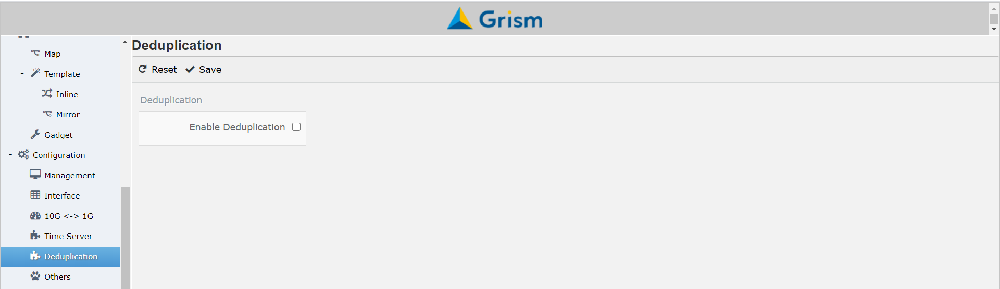 Grism
Map
- Template
Inline
Mirror
Gadget
- Configuration
Management
Interface
10G <-> 1G
Time Server
Deduplication
Others
Deduplication
Reset Save
Deduplication
Enable Deduplication